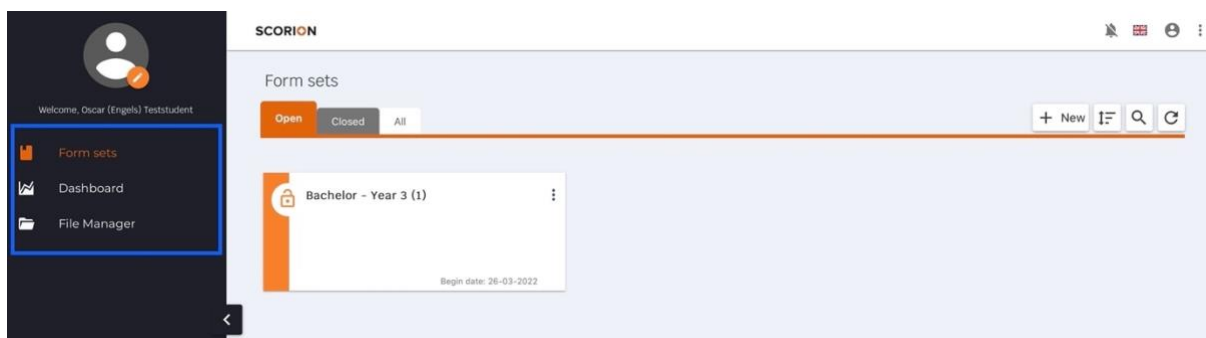 SCORION
Welcome, Oscar (Engels) Teststudent
Form sets
Dashboard
File Manager
Form sets
Open
Closed
All
+ New
Bachelor - Year 3 (1)
Begin date: 26-03-2022